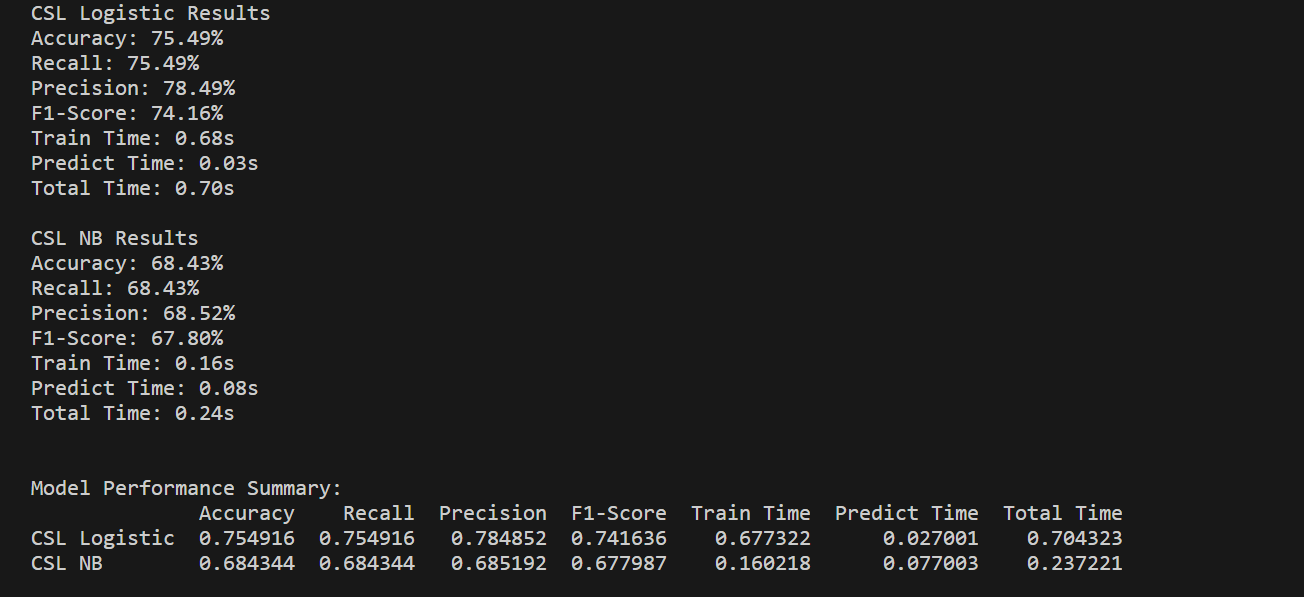 CSL Logistic Results
Accuracy: 75.49%
Recall: 75.49%
Precision: 78.49%
F1-Score: 74.16%
Train Time: 0.68s
Predict Time: 0.03s
Total Time: 0.70s
CSL NB Results
Accuracy: 68.43%
Recall: 68.43%
Precision: 68.52%
F1-Score: 67.80%
Train Time: 0.16s
Predict Time: 0.08s
Total Time: 0.24s
Model Performance Summary:
Accuracy Recall Precision F1-Score Train Time Predict Time Total Time
CSL Logistic 0.754916 0.754916 0.784852 0.741636 0.677322 0.027001 0.704323
CSL NB 0.684344 0.684344 0.685192 0.677987 0.160218 0.077003 0.237221